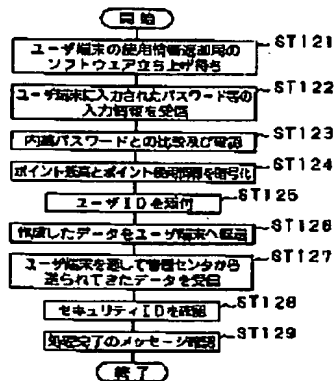 開始
ユーザ端末の使用情報返却用の
ソフトウェア立ち上げ待ち
ST121
ユーザ端末に入力されたパスワード等の
入力情報を受信
ST122
内蔵パスワードとの比較及び確認
ST123
ポイント残高とポイント使用情報を暗号化
ST124
ユーザIDを添付
ST125
作成したデータをユーザ端末へ転送
ST126
ユーザ端末を通して管理センタから
送られてきたデータを受信
ST127
セキュリティIDを確認
ST128
処理完了のメッセージ確認
ST129
終了